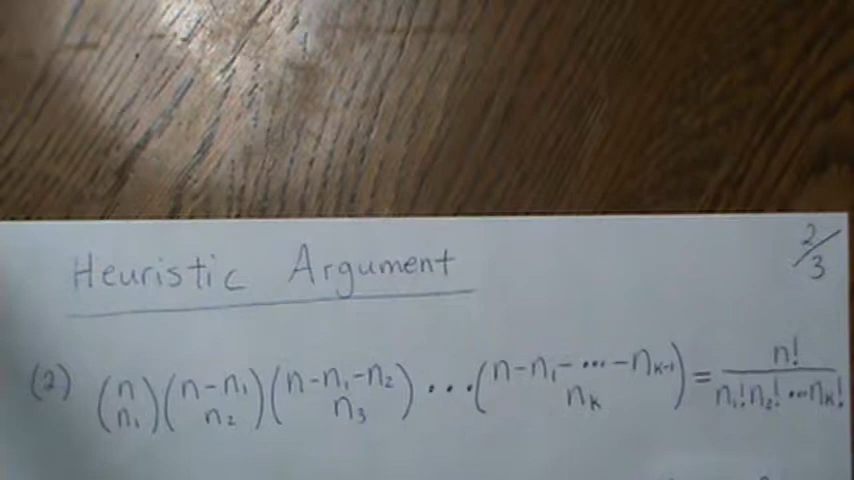 Heuristic Argument
2/3
(2) (n n₁)(n-n₁ n₂)(n-n₁-n₂ n₃)...(n-n₁-...-nₖ₋₁ nₖ) = n!/n₁!n₂!...nₖ!